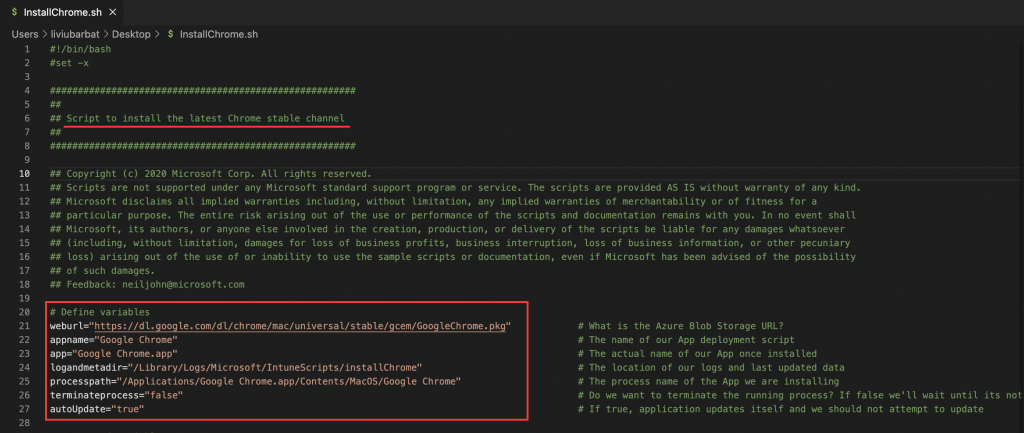 $ InstallChrome.sh ×
Users > liviubarbat > Desktop > $ InstallChrome.sh
1 #!/bin/bash
2 #set -x
3
4 #######################################################
5 ##
6 ## Script to install the latest Chrome stable channel
7 ##
8 #######################################################
9
10 ## Copyright (c) 2020 Microsoft Corp. All rights reserved.
11 ## Scripts are not supported under any Microsoft standard support program or service. The scripts are provided AS IS without warranty of any kind.
12 ## Microsoft disclaims all implied warranties including, without limitation, any implied warranties of merchantability or of fitness for a
13 ## particular purpose. The entire risk arising out of the use or performance of the scripts and documentation remains with you. In no event shall
14 ## Microsoft, its authors, or anyone else involved in the creation, production, or delivery of the scripts be liable for any damages whatsoever
15 ## (including, without limitation, damages for loss of business profits, business interruption, loss of business information, or other pecuniary
16 ## loss) arising out of the use of or inability to use the sample scripts or documentation, even if Microsoft has been advised of the possibility
17 ## of such damages.
18 ## Feedback: neiljohn@microsoft.com
19
20 # Define variables
21 weburl="https://dl.google.com/dl/chrome/mac/universal/stable/gcem/GoogleChrome.pkg" # What is the Azure Blob Storage URL?
22 appname="Google Chrome" # The name of our App deployment script
23 app="Google Chrome.app" # The actual name of our App once installed
24 logandmetadir="/Library/Logs/Microsoft/IntuneScripts/installChrome" # The location of our logs and last updated data
25 processpath="/Applications/Google Chrome.app/Contents/MacOS/Google Chrome" # The process name of the App we are installing
26 terminateprocess="false" # Do we want to terminate the running process? If false we'll wait until its not
27 autoUpdate="true" # If true, application updates itself and we should not attempt to update
28